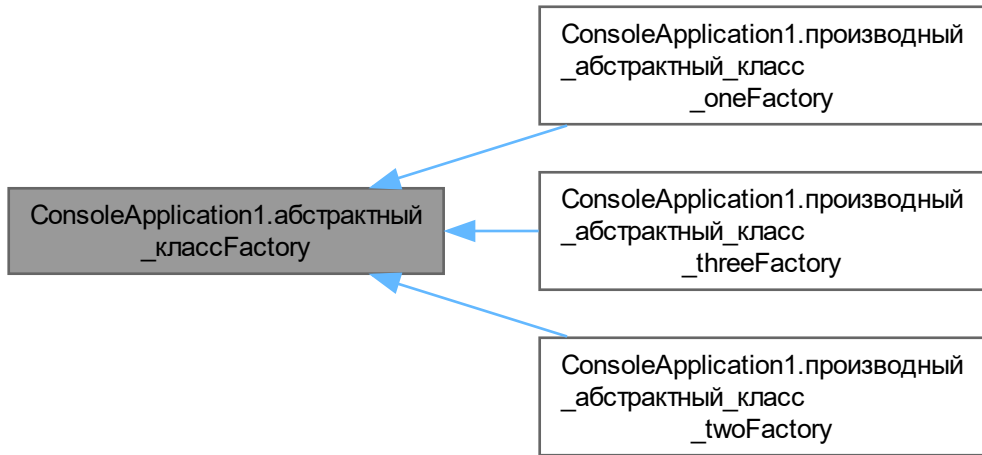 ConsoleApplication1.производный
_абстрактный_класс
_oneFactory
ConsoleApplication1.абстрактный
_классFactory
ConsoleApplication1.производный
_абстрактный_класс
_threeFactory
ConsoleApplication1.производный
_абстрактный_класс
_twoFactory